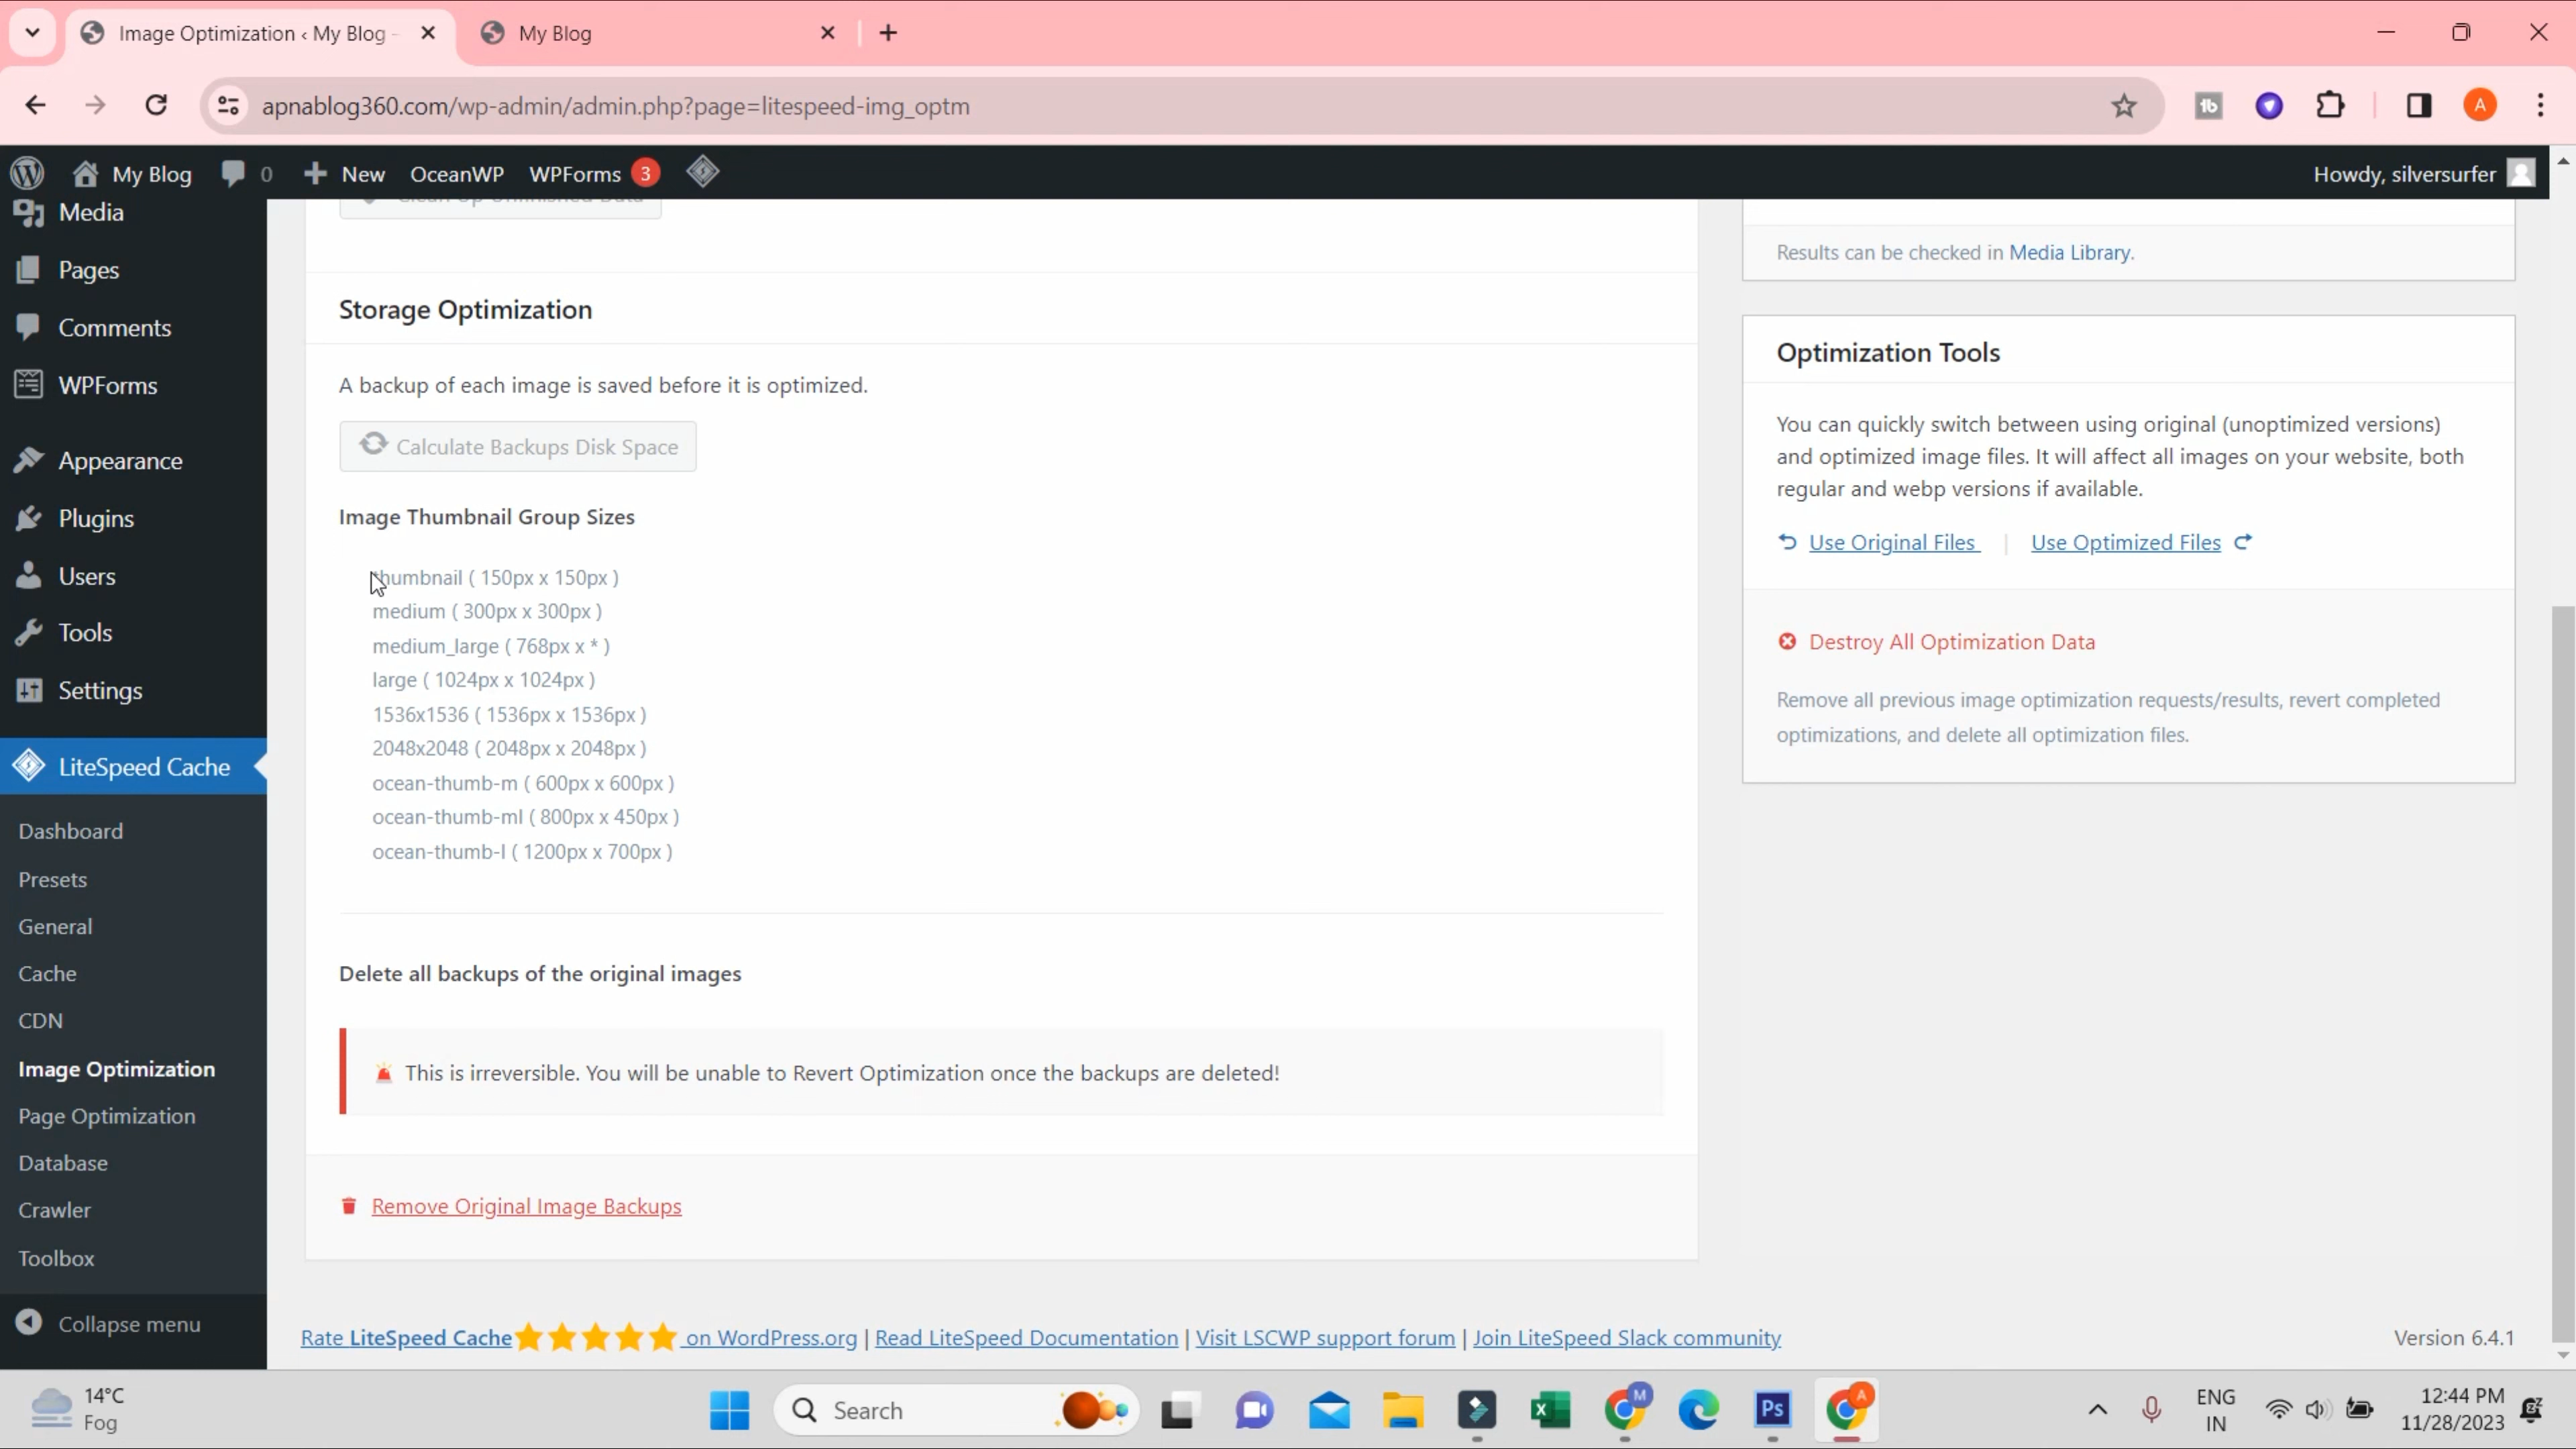 Image Optimization ‹ My Blog -
My Blog
apnablog360.com/wp-admin/admin.php?page=litespeed-img_optm
My Blog
0
New
OceanWP
WPForms 3
Howdy, silversurfer
Media
Pages
Comments
WPForms
Appearance
Plugins
Users
Tools
Settings
LiteSpeed Cache
Dashboard
Presets
General
Cache
CDN
Image Optimization
Page Optimization
Database
Crawler
Toolbox
Collapse menu
Clean Up Unfinished Data
Storage Optimization
A backup of each image is saved before it is optimized.
Calculate Backups Disk Space
Image Thumbnail Group Sizes
thumbnail ( 150px x 150px )
medium ( 300px x 300px )
medium_large ( 768px x * )
large ( 1024px x 1024px )
1536x1536 ( 1536px x 1536px )
2048x2048 ( 2048px x 2048px )
ocean-thumb-m ( 600px x 600px )
ocean-thumb-ml ( 800px x 450px )
ocean-thumb-l ( 1200px x 700px )
Delete all backups of the original images
This is irreversible. You will be unable to Revert Optimization once the backups are deleted!
Remove Original Image Backups
Results can be checked in Media Library.
Optimization Tools
You can quickly switch between using original (unoptimized versions)
and optimized image files. It will affect all images on your website, both
regular and webp versions if available.
Use Original Files | Use Optimized Files
Destroy All Optimization Data
Remove all previous image optimization requests/results, revert completed
optimizations, and delete all optimization files.
Rate LiteSpeed Cache on WordPress.org | Read LiteSpeed Documentation | Visit LSCWP support forum | Join LiteSpeed Slack community
Version 6.4.1
14°C
Fog
Search
M
Ps
A
ENG
IN
12:44 PM
11/28/2023